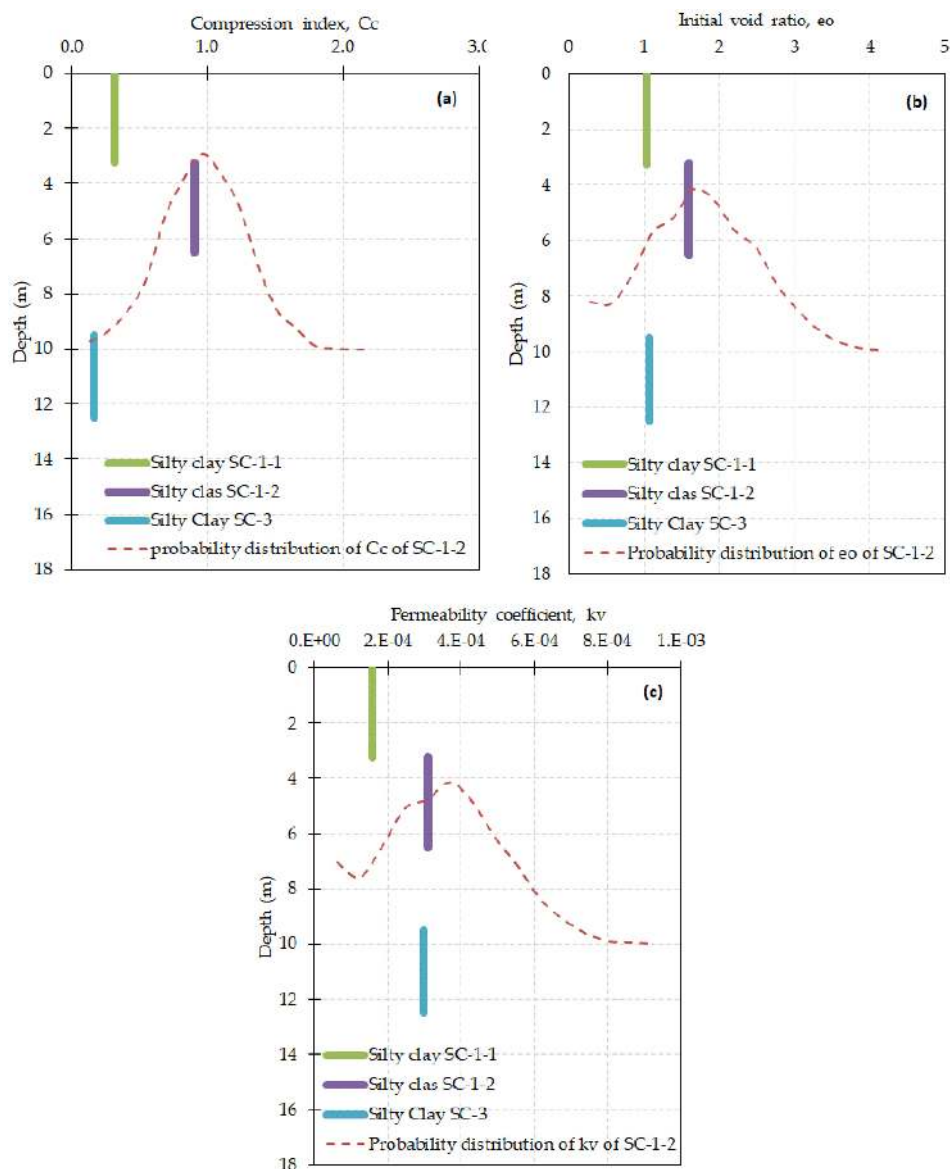 Compression index, Cc
Initial void ratio, eo
0.0 1.0 2.0 3.0
0 1 2 3 4 5
0
2
4
6
8
10
12
14
16
18
Depth (m)
(a)
Silty clay SC-1-1
Silty clas SC-1-2
Silty Clay SC-3
probability distribution of Cc of SC-1-2
0
2
4
6
8
10
12
14
16
18
Depth (m)
(b)
Silty clay SC-1-1
Silty clas SC-1-2
Silty Clay SC-3
Probability distribution of eo of SC-1-2
Permeability coefficient, kv
0.E+00 2.E-04 4.E-04 6.E-04 8.E-04 1.E-03
0
2
4
6
8
10
12
14
16
18
Depth (m)
(c)
Silty clay SC-1-1
Silty clas SC-1-2
Silty Clay SC-3
Probability distribution of kv of SC-1-2